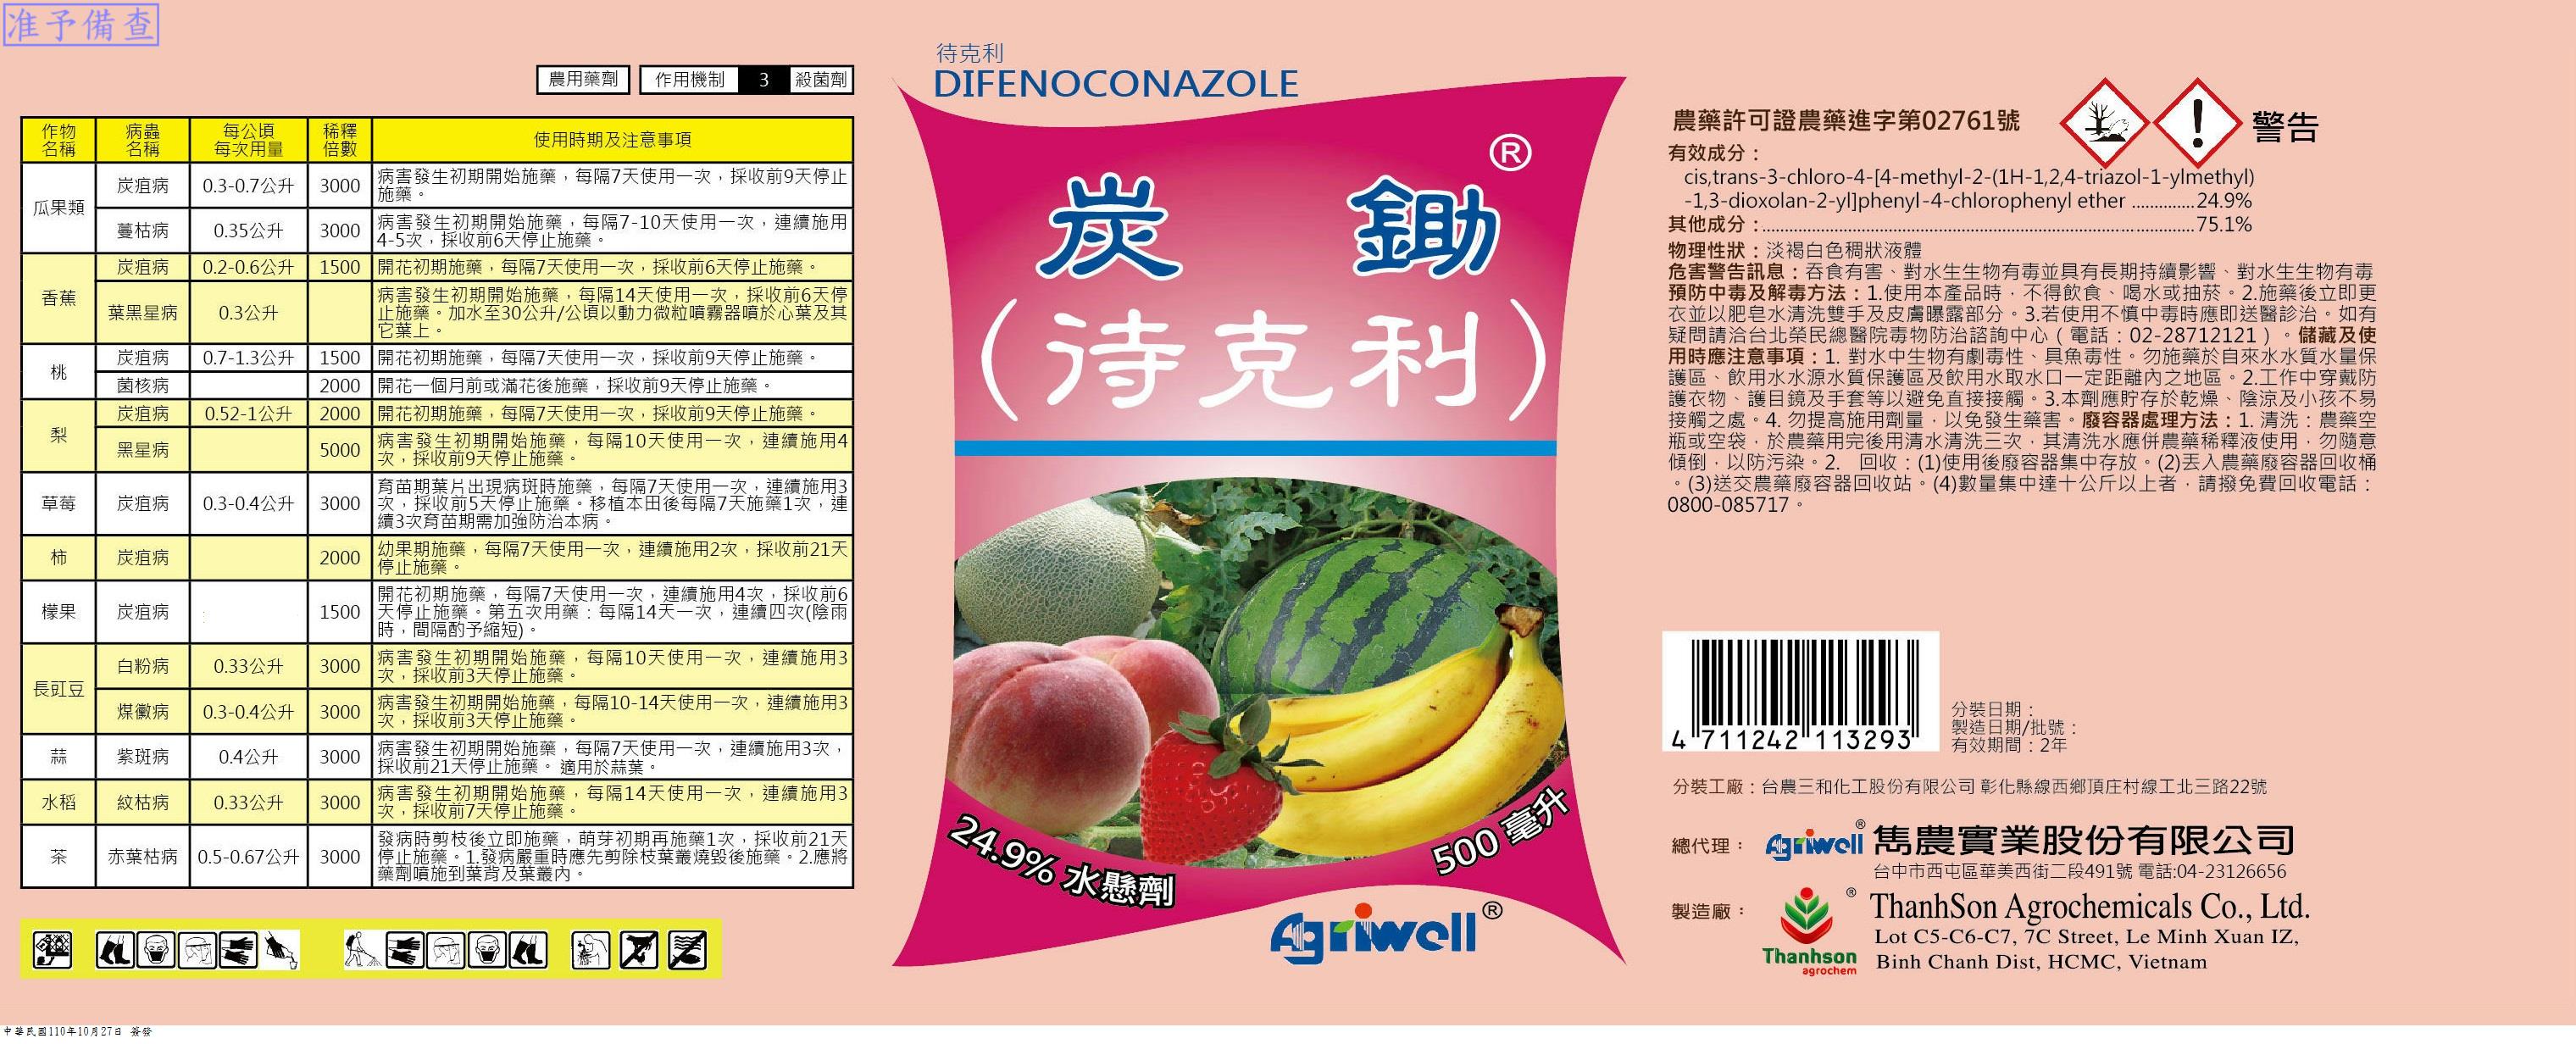 准予備查
農用藥劑 作用機制 3 殺菌劑
作物名稱 病蟲名稱 每公頃每次用量 稀釋倍數 使用時期及注意事項
瓜果類 炭疽病 0.3-0.7公升 3000 病害發生初期開始施藥，每隔7天使用一次，採收前9天停止
施藥。
蔓枯病 0.35公升 3000 病害發生初期開始施藥，每隔7-10天使用一次，連續施用
4-5次，採收前6天停止施藥。
香蕉 炭疽病 0.2-0.6公升 1500 開花初期施藥，每隔7天使用一次，採收前6天停止施藥。
葉黑星病 0.3公升 病害發生初期開始施藥，每隔14天使用一次，採收前6天停
止施藥。加水至30公升/公頃以動力微粒噴霧器噴於心葉及其
它葉上。
桃 炭疽病 0.7-1.3公升 1500 開花初期施藥，每隔7天使用一次，採收前9天停止施藥。
菌核病 2000 開花一個月前或滿花後施藥，採收前9天停止施藥。
梨 炭疽病 0.52-1公升 2000 開花初期施藥，每隔7天使用一次，採收前9天停止施藥。
黑星病 5000 病害發生初期開始施藥，每隔10天使用一次，連續施用4
次，採收前9天停止施藥。
草莓 炭疽病 0.3-0.4公升 3000 育苗期葉片出現病斑時施藥，每隔7天使用一次，連續施用3
次，採收前5天停止施藥。移植本田後每隔7天施藥1次，連
續3次育苗期需加強防治本病。
柿 炭疽病 2000 幼果期施藥，每隔7天使用一次，連續施用2次，採收前21天
停止施藥。
檬果 炭疽病 1500 開花初期施藥，每隔7天使用一次，連續施用4次，採收前6
天停止施藥。第五次用藥：每隔14天一次，連續四次(陰雨
時，間隔酌予縮短)。
長豇豆 白粉病 0.33公升 3000 病害發生初期開始施藥，每隔10天使用一次，連續施用3
次，採收前3天停止施藥。
煤黴病 0.3-0.4公升 3000 病害發生初期開始施藥，每隔10-14天使用一次，連續施用3
次，採收前3天停止施藥。
蒜 紫斑病 0.4公升 3000 病害發生初期開始施藥，每隔7天使用一次，連續施用3次，
採收前21天停止施藥。適用於蒜葉。
水稻 紋枯病 0.33公升 3000 病害發生初期開始施藥，每隔14天使用一次，連續施用3
次，採收前7天停止施藥。
茶 赤葉枯病 0.5-0.67公升 3000 發病時剪枝後立即施藥，萌芽初期再施藥1次，採收前21天
停止施藥。1.發病嚴重時應先剪除枝葉叢燒毀後施藥。2.應將
藥劑噴施到葉背及葉叢內。
待克利
DIFENOCONAZOLE
炭 鋤®
(待克利)
24.9% 水懸劑
500 毫升
Agriwell®
農藥許可證農藥進字第02761號
警告
有效成分：
cis,trans-3-chloro-4-[4-methyl-2-(1H-1,2,4-triazol-1-ylmethyl)
-1,3-dioxolan-2-yl]phenyl-4-chlorophenyl ether ..............24.9%
其他成分：..............75.1%
物理性狀：淡褐白色稠狀液體
危害警告訊息：吞食有害、對水生生物有毒並具有長期持續影響、對水生生物有毒
預防中毒及解毒方法：1.使用本產品時，不得飲食、喝水或抽菸。2.施藥後立即更
衣並以肥皂水清洗雙手及皮膚曝露部分。3.若使用不慎中毒時應即送醫診治。如有
疑問請洽台北榮民總醫院毒物防治諮詢中心（電話：02-28712121）。儲藏及使
用時應注意事項：1. 對水中生物有劇毒性、具魚毒性。勿施藥於自來水水質水量保
護區、飲用水水源水質保護區及飲用水取水口一定距離內之地區。2.工作中穿戴防
護衣物、護目鏡及手套等以避免直接接觸。3.本劑應貯存於乾燥、陰涼及小孩不易
接觸之處。4. 勿提高施用劑量，以免發生藥害。廢容器處理方法：1. 清洗：農藥空
瓶或空袋，於農藥用完後用清水清洗三次，其清洗水應併農藥稀釋液使用，勿隨意
傾倒，以防污染。2. 回收：(1)使用後廢容器集中存放。(2)丟入農藥廢容器回收桶
。(3)送交農藥廢容器回收站。(4)數量集中達十公斤以上者，請撥免費回收電話：
0800-085717。
4 711242 113293
分裝日期：
製造日期/批號：
有效期間：2年
分裝工廠：台農三和化工股份有限公司 彰化縣線西鄉頂庄村線工北三路22號
總代理： Agriwell® 雋農實業股份有限公司
台中市西屯區華美西街二段491號 電話:04-23126656
製造廠： ® ThanhSon Agrochemicals Co., Ltd.
Lot C5-C6-C7, 7C Street, Le Minh Xuan IZ,
Thanhson
agrochem
Binh Chanh Dist, HCMC, Vietnam
中華民國110年10月27日 簽發